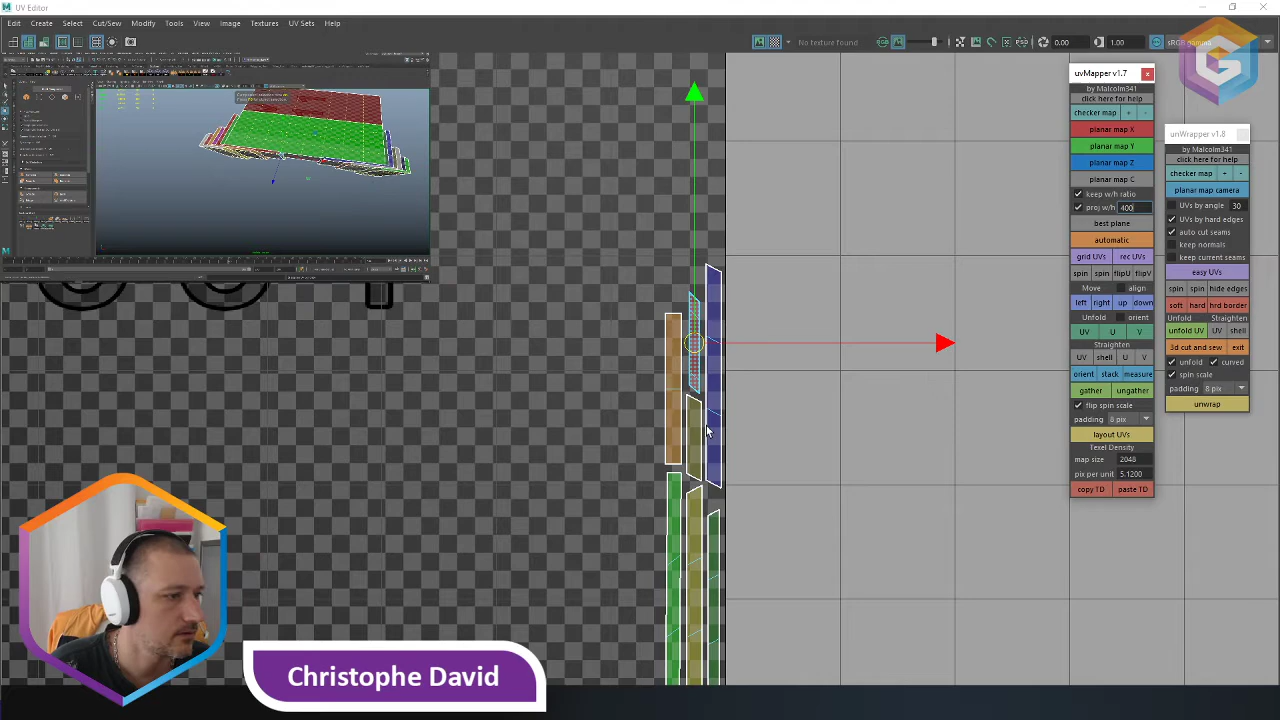 UV Editor
Edit Create Select Cut/Sew Modify Tools View Image Textures UV Sets Help
No texture found
0.00
1.00
sRGB gamma
uvMapper v1.7
x
by Malcolm341
click here for help
checker map + -
planar map X
planar map Y
planar map Z
planar map C
keep w/h ratio
proj w/h 400
best plane
automatic
grid UVs rec UVs
spin spin flipU flipV
Move align
left right up down
Unfold orient
UV U V
Straighten
UV shell U V
orient stack measure
gather ungather
flip spin scale
padding 8 pix
layout UVs
Texel Density
map size 2048
pix per unit 5.1200
copy TD paste TD
unWrapper v1.8
by Malcolm341
click here for help
checker map + -
planar map camera
UVs by angle 30
UVs by hard edges
auto cut seams
keep normals
keep current seams
easy UVs
spin spin hide edges
soft hard hrd border
Unfold Straighten
unfold UV UV shell
3d cut and sew exit
unfold curved
spin scale
padding 8 pix
unwrap
Christophe David